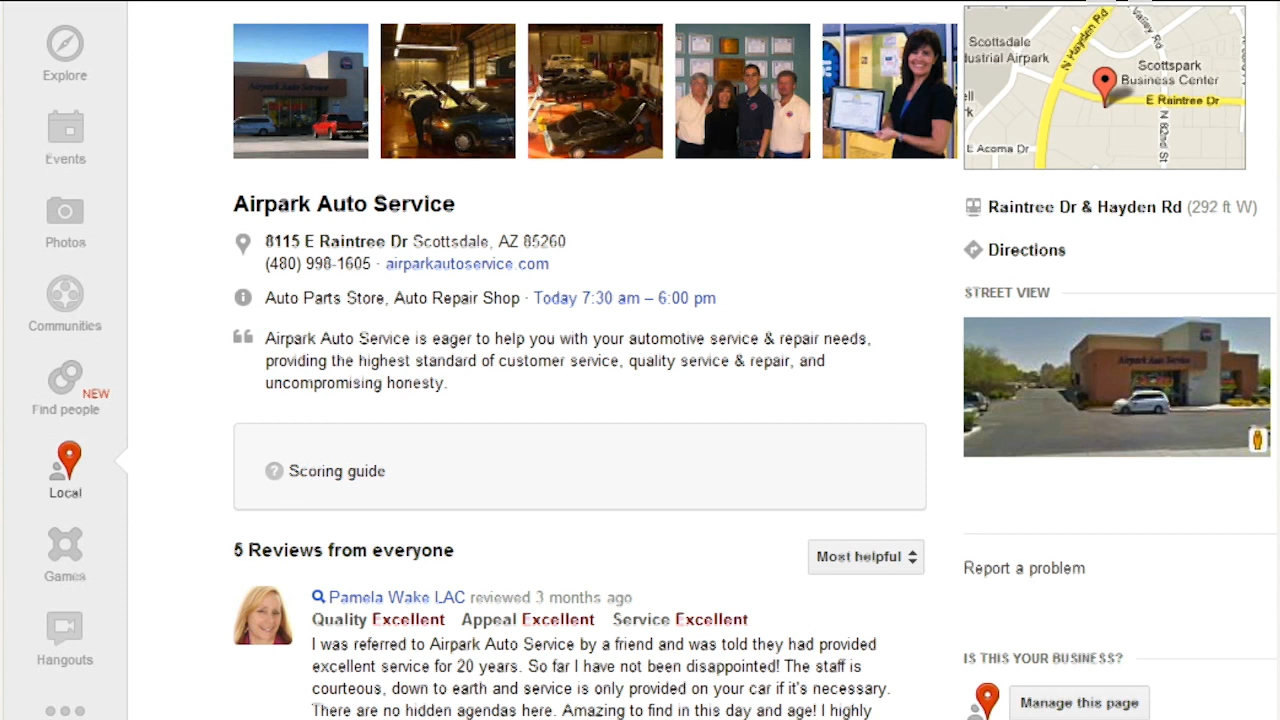 Explore
Events
Photos
Communities
NEW
Find people
Local
Games
Hangouts
Airpark Auto Service
8115 E Raintree Dr Scottsdale, AZ 85260
(480) 998-1605 · airparkautoservice.com
Auto Parts Store, Auto Repair Shop · Today 7:30 am – 6:00 pm
Airpark Auto Service is eager to help you with your automotive service & repair needs,
providing the highest standard of customer service, quality service & repair, and
uncompromising honesty.
Scoring guide
5 Reviews from everyone
Most helpful
Pamela Wake LAC reviewed 3 months ago
Quality Excellent Appeal Excellent Service Excellent
I was referred to Airpark Auto Service by a friend and was told they had provided
excellent service for 20 years. So far I have not been disappointed! The staff is
courteous, down to earth and service is only provided on your car if it's necessary.
There are no hidden agendas here. Amazing to find in this day and age! I highly
N Hayden Rd
Valley Rd
Scottsdale
dustrial Airpark
Scottspark
Business Center
E Raintree Dr
N 82nd St
E Acoma Dr
Raintree Dr & Hayden Rd (292 ft W)
Directions
STREET VIEW
Airpark Auto Service
Report a problem
IS THIS YOUR BUSINESS?
Manage this page